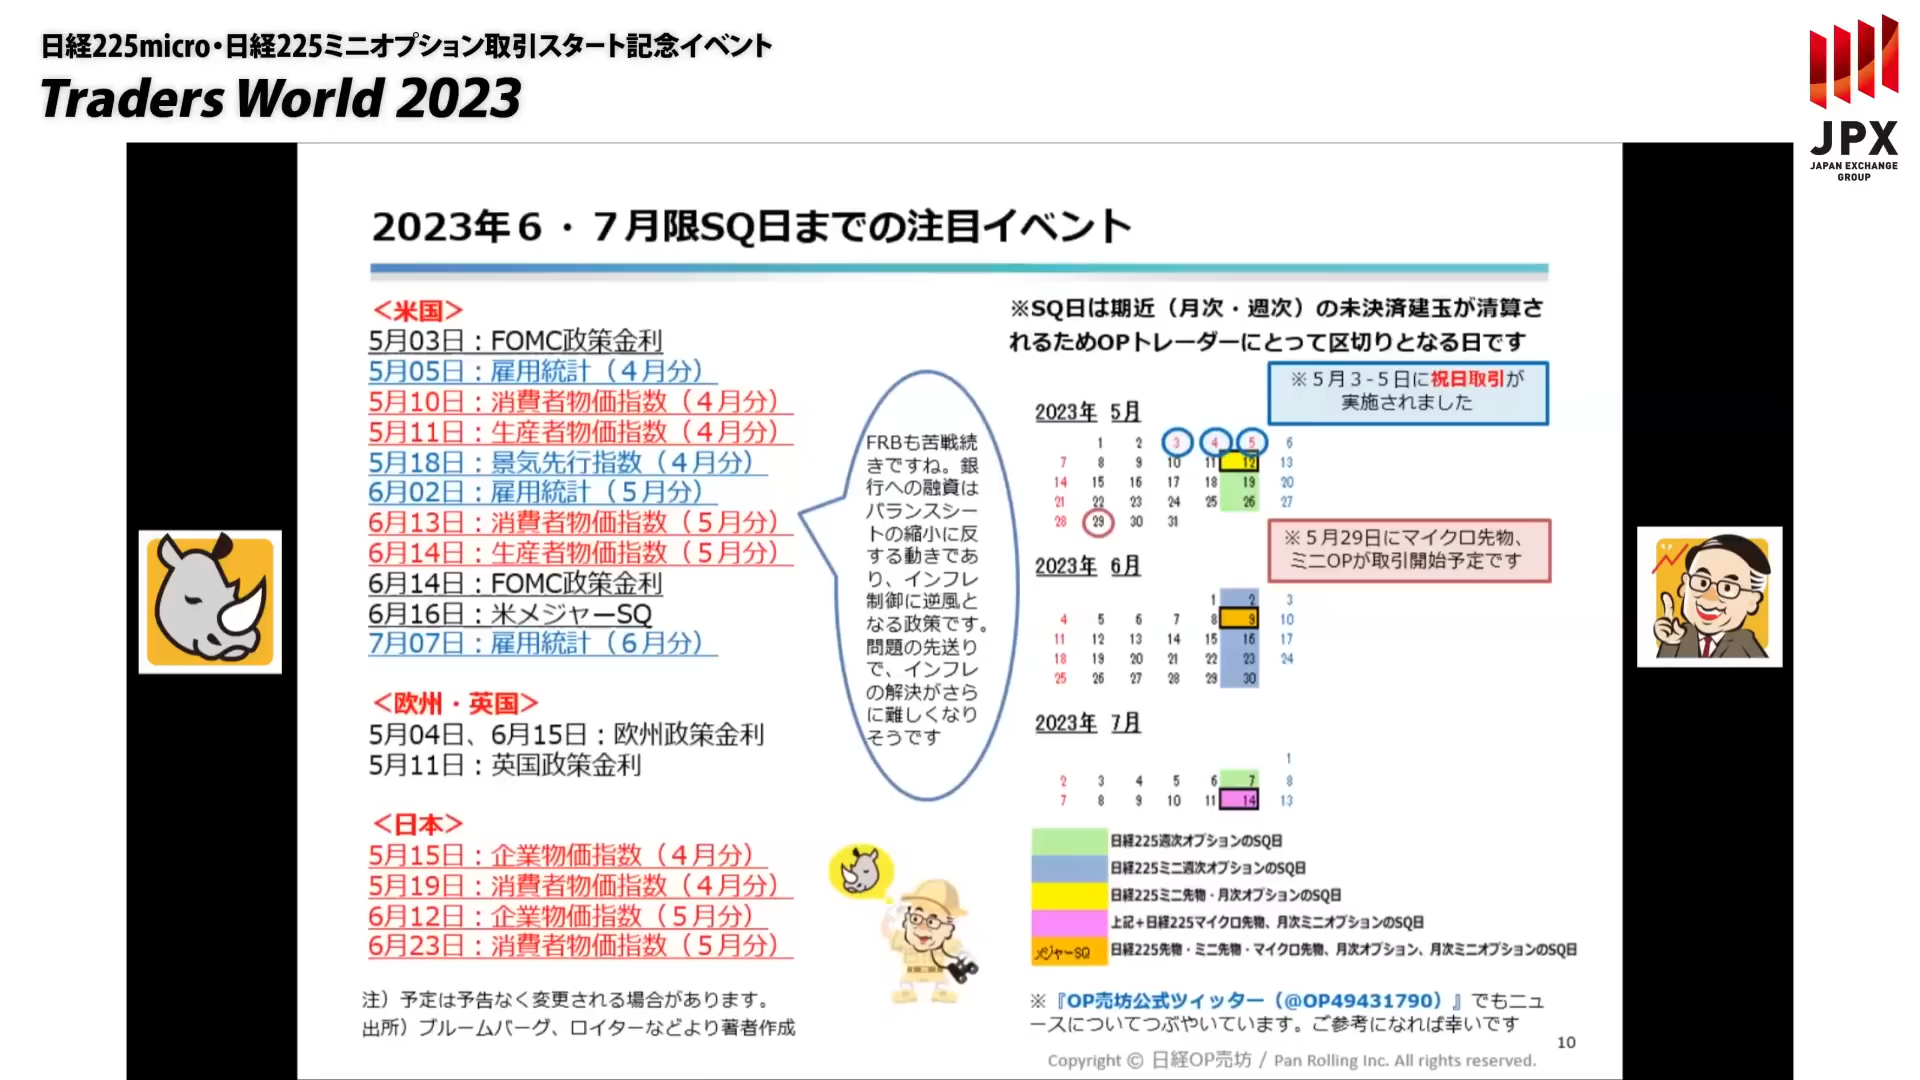 日経225micro・日経225ミニオプション取引スタート記念イベント
Traders World 2023
JPX
JAPAN EXCHANGE
GROUP
2023年６・７月限SQ日までの注目イベント
＜米国＞
5月03日：FOMC政策金利
5月05日：雇用統計（４月分）
5月10日：消費者物価指数（４月分）
5月11日：生産者物価指数（４月分）
5月18日：景気先行指数（４月分）
6月02日：雇用統計（５月分）
6月13日：消費者物価指数（５月分）
6月14日：生産者物価指数（５月分）
6月14日：FOMC政策金利
6月16日：米メジャーSQ
7月07日：雇用統計（６月分）
＜欧州・英国＞
5月04日、6月15日：欧州政策金利
5月11日：英国政策金利
＜日本＞
5月15日：企業物価指数（４月分）
5月19日：消費者物価指数（４月分）
6月12日：企業物価指数（５月分）
6月23日：消費者物価指数（５月分）
注）予定は予告なく変更される場合があります。
出所）ブルームバーグ、ロイターなどより著者作成
FRBも苦戦続
きですね。銀
行への融資は
バランスシー
トの縮小に反
する動きであ
り、インフレ
制御に逆風と
なる政策です。
問題の先送り
で、インフレ
の解決がさら
に難しくなり
そうです
※SQ日は期近（月次・週次）の未決済建玉が清算さ
れるためOPトレーダーにとって区切りとなる日です
※５月３-５日に祝日取引が
実施されました
2023年 5月
1 2 3 4 5 6
7 8 9 10 11 12 13
14 15 16 17 18 19 20
21 22 23 24 25 26 27
28 29 30 31
※５月29日にマイクロ先物、
ミニOPが取引開始予定です
2023年 6月
1 2 3
4 5 6 7 8 9 10
11 12 13 14 15 16 17
18 19 20 21 22 23 24
25 26 27 28 29 30
2023年 7月
1
2 3 4 5 6 7 8
7 8 9 10 11 14 13
日経225週次オプションのSQ日
日経225ミニ週次オプションのSQ日
日経225ミニ先物・月次オプションのSQ日
上記＋日経225マイクロ先物、月次ミニオプションのSQ日
メジャーSQ 日経225先物・ミニ先物・マイクロ先物、月次オプション、月次ミニオプションのSQ日
※『OP売坊公式ツィッター（@OP49431790）』でもニュ
ースについてつぶやいています。ご参考になれば幸いです
10
Copyright © 日経OP売坊 / Pan Rolling Inc. All rights reserved.